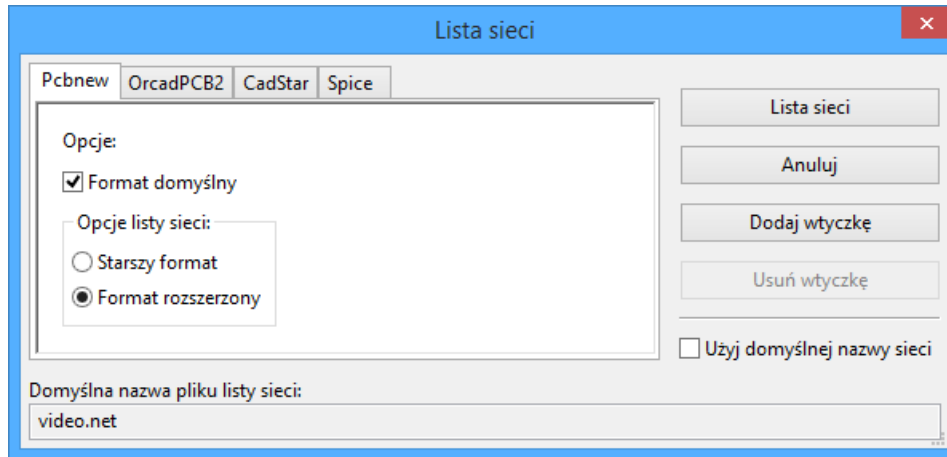 Lista sieci
Pcbnew OrcadPCB2 CadStar Spice
Opcje:
Format domyślny
Opcje listy sieci:
Starszy format
Format rozszerzony
Lista sieci
Anuluj
Dodaj wtyczkę
Usuń wtyczkę
Użyj domyślnej nazwy sieci
Domyślna nazwa pliku listy sieci:
video.net